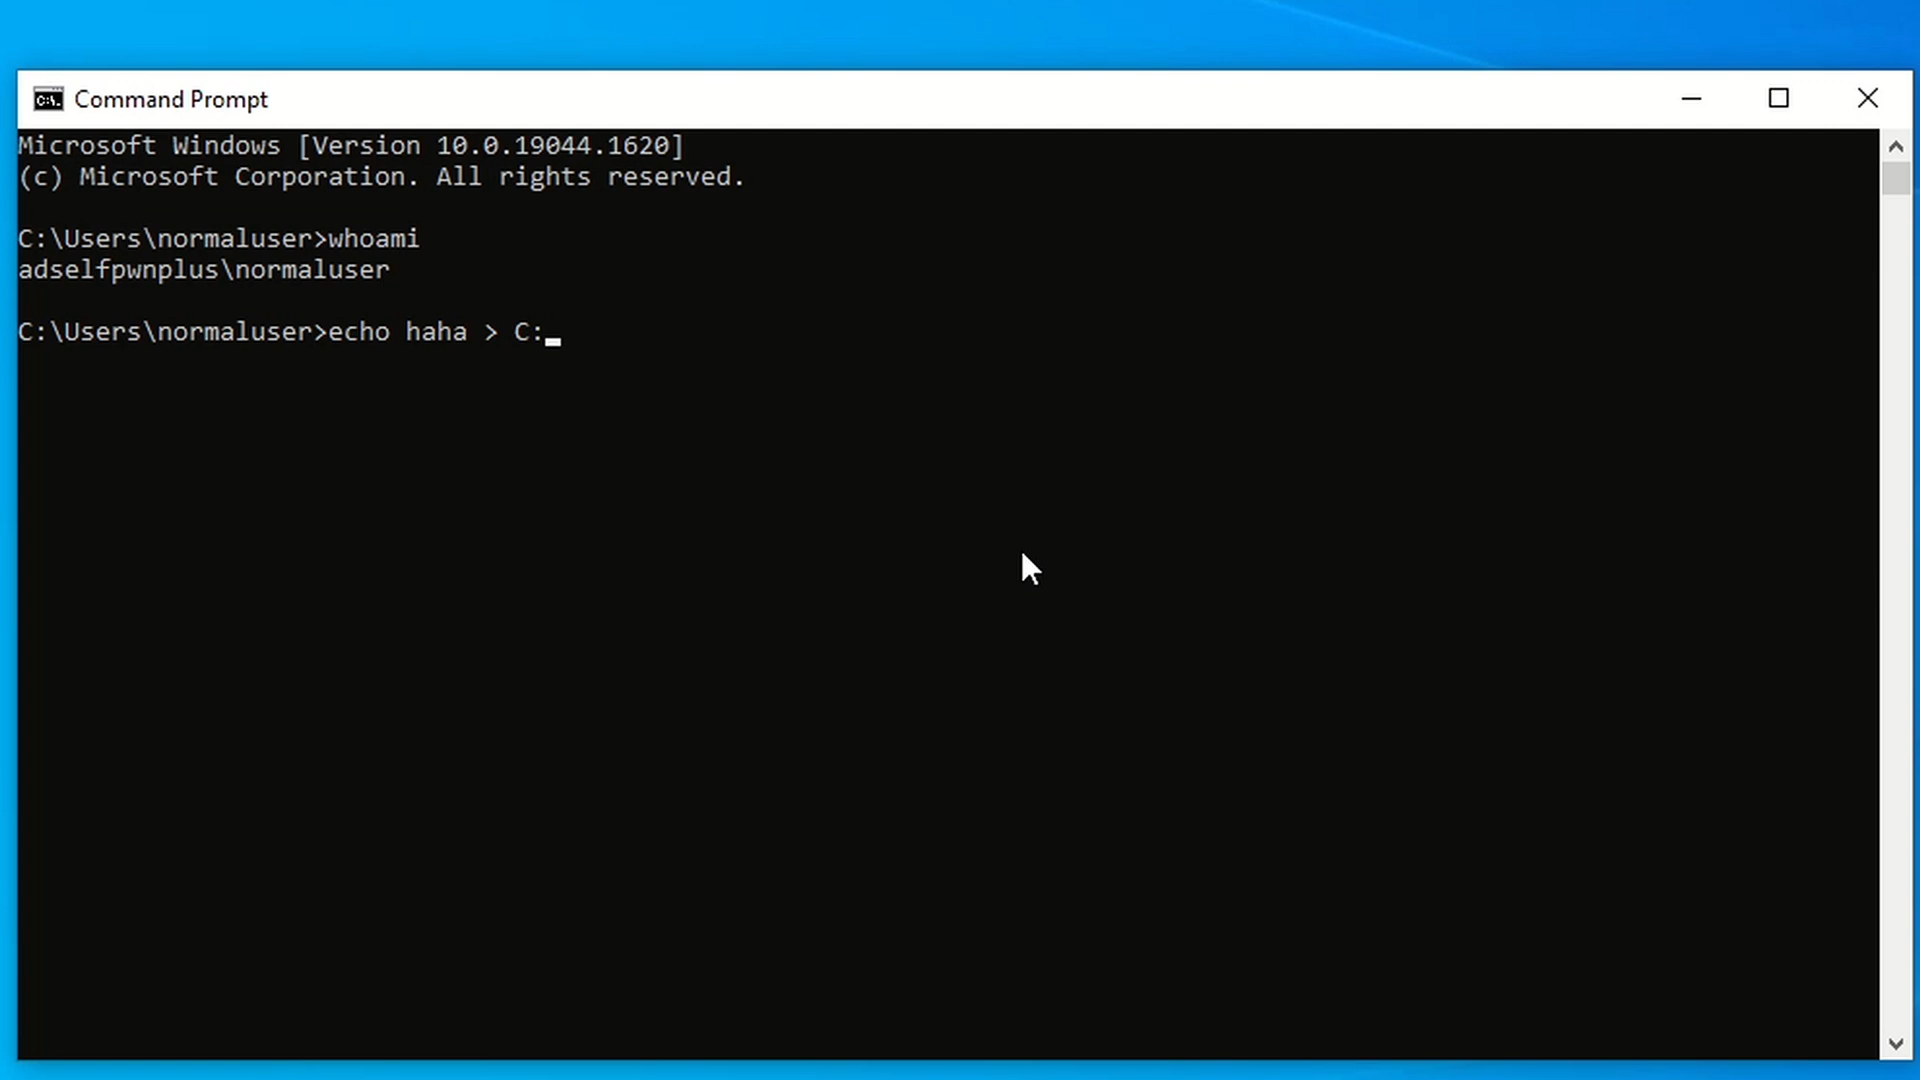 Command Prompt
Microsoft Windows [Version 10.0.19044.1620]
(c) Microsoft Corporation. All rights reserved.
C:\Users\normaluser>whoami
adselfpwnplus\normaluser
C:\Users\normaluser>echo haha > C: